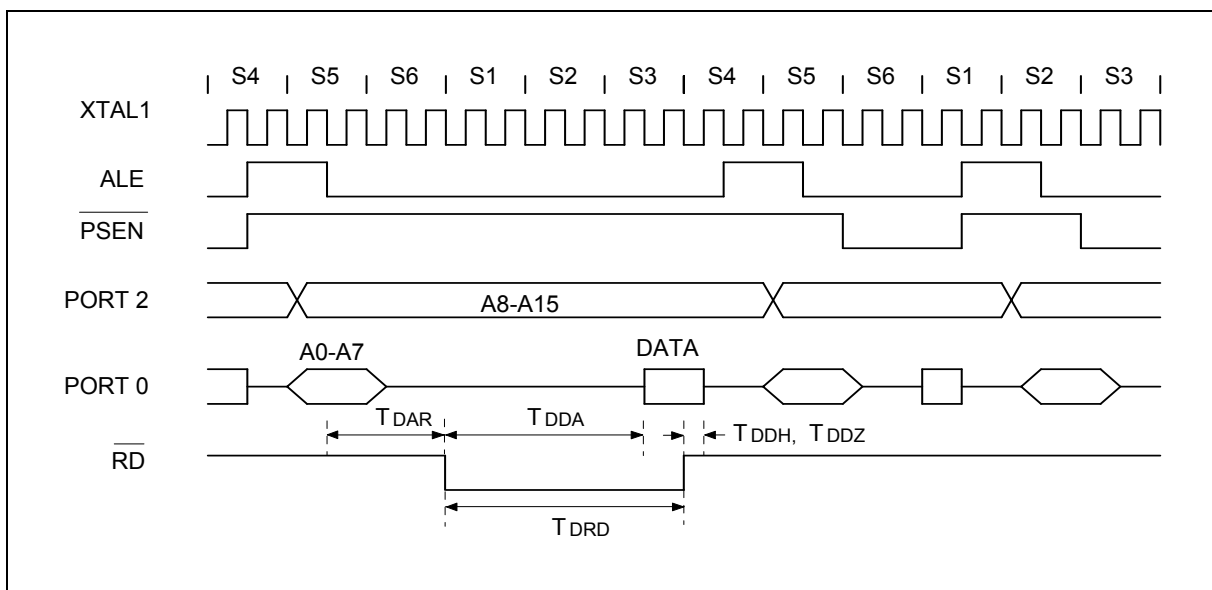 S4 S5 S6 S1 S2 S3 S4 S5 S6 S1 S2 S3
XTAL1
ALE
PSEN
PORT 2
A8-A15
A0-A7
DATA
PORT 0
TDAR
TDDA
TDDH, TDDZ
RD
TDRD